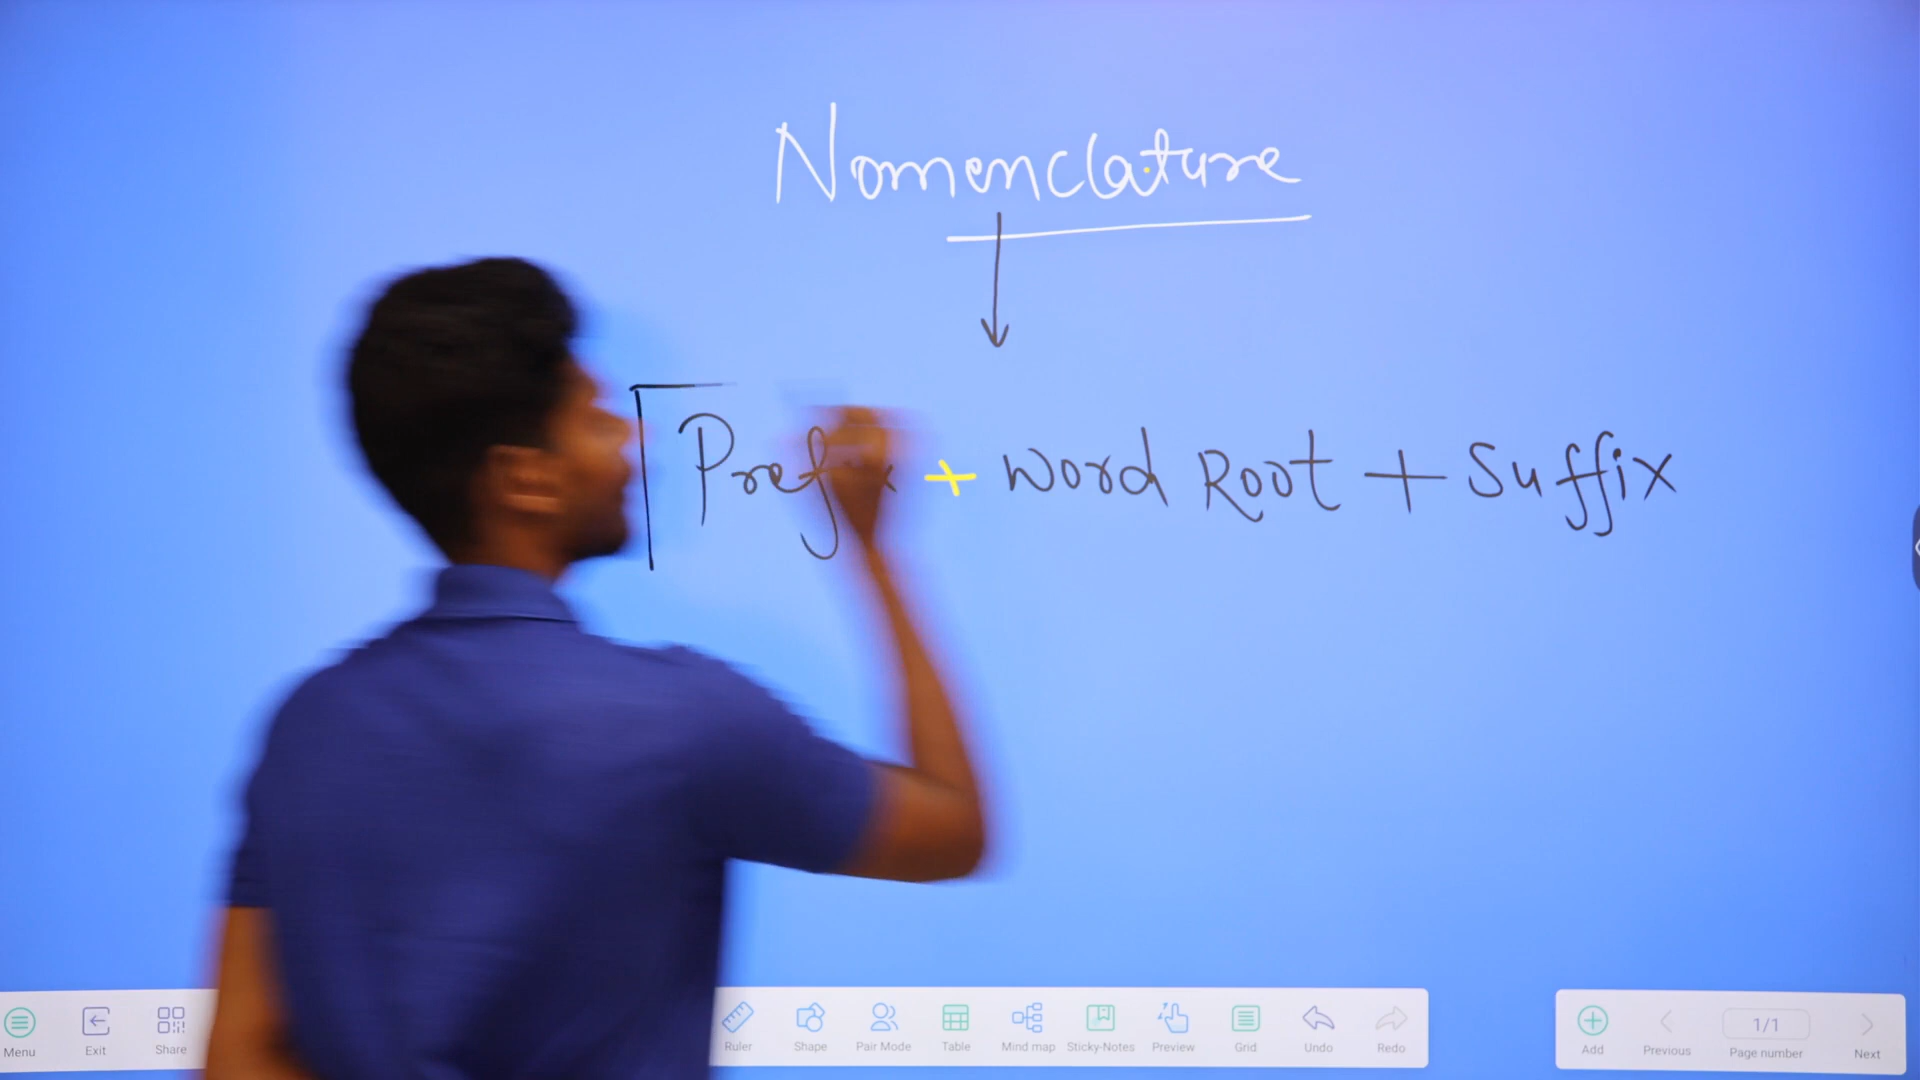 Nomenclature
Prefix + Word Root + Suffix
Menu Exit Share Ruler Shape Pair Mode Table Mind map Sticky-Notes Preview Grid Undo Redo Add Previous 1/1 Page number Next